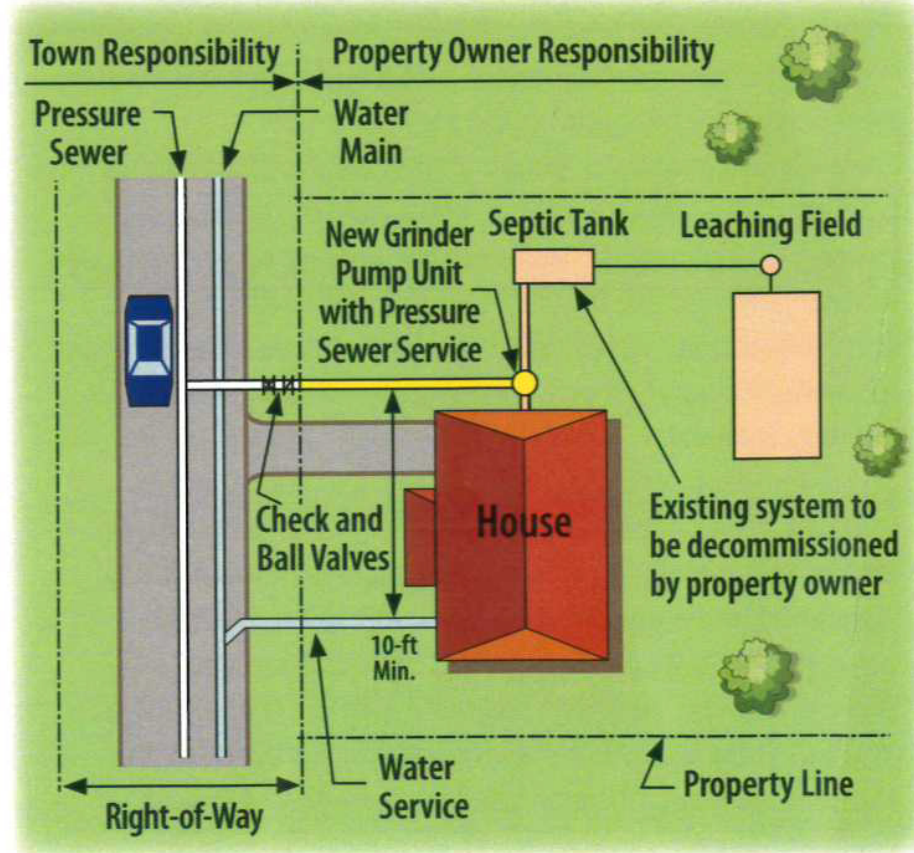 Town Responsibility
Property Owner Responsibility
Pressure
Sewer
Water
Main
New Grinder
Pump Unit
with Pressure
Sewer Service
Septic Tank
Leaching Field
Check and
Ball Valves
House
Existing system to
be decommissioned
by property owner
10-ft
Min.
Water
Service
Property Line
Right-of-Way